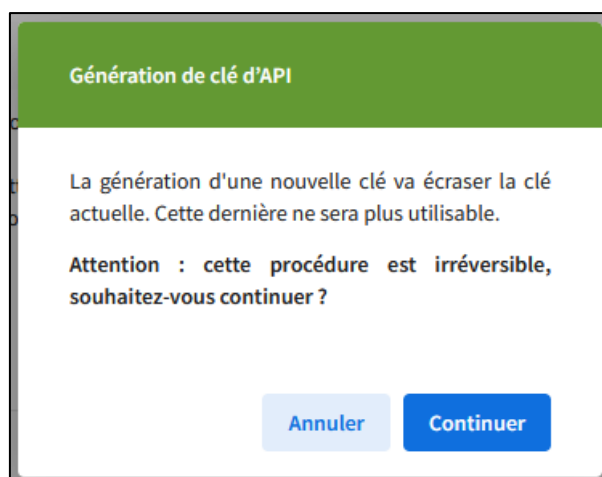 Génération de clé d’API
La génération d'une nouvelle clé va écraser la clé
actuelle. Cette dernière ne sera plus utilisable.
Attention : cette procédure est irréversible,
souhaitez-vous continuer ?
Annuler
Continuer